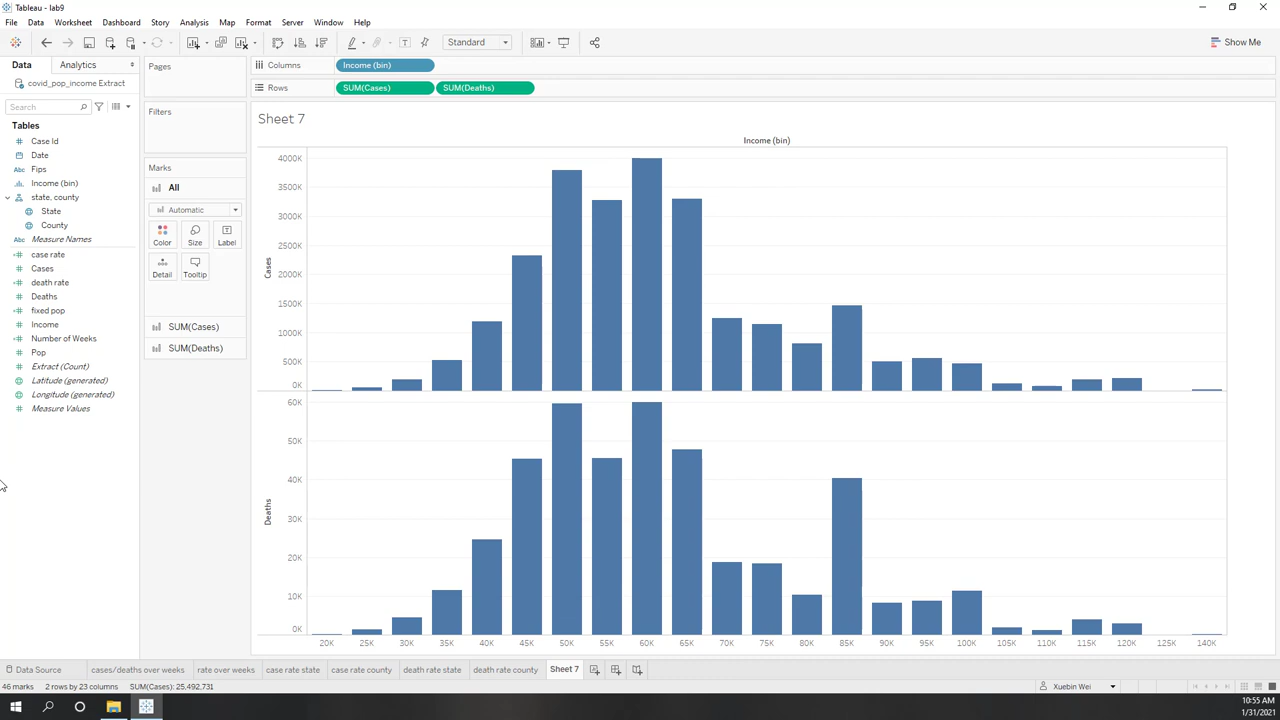 Tableau - lab9
File Data Worksheet Dashboard Story Analysis Map Format Server Window Help
Standard
Show Me
Data Analytics
covid_pop_income Extract
Search
Tables
Case Id
Date
Abc Fips
Income (bin)
state, county
State
County
Abc Measure Names
case rate
Cases
death rate
Deaths
fixed pop
Income
Number of Weeks
Pop
Extract (Count)
Latitude (generated)
Longitude (generated)
Measure Values
Pages
Filters
Marks
All
Automatic
Color Size Label
Detail Tooltip
SUM(Cases)
SUM(Deaths)
Columns Income (bin)
Rows SUM(Cases) SUM(Deaths)
Sheet 7
Income (bin)
Cases
4000K
3500K
3000K
2500K
2000K
1500K
1000K
500K
0K
Deaths
60K
50K
40K
30K
20K
10K
0K
20K 25K 30K 35K 40K 45K 50K 55K 60K 65K 70K 75K 80K 85K 90K 95K 100K 105K 110K 115K 120K 125K 140K
Data Source cases/deaths over weeks rate over weeks case rate state case rate county death rate state death rate county Sheet 7
46 marks 2 rows by 23 columns SUM(Cases): 25,492,731
Xuebin Wei
10:55 AM
1/31/2021